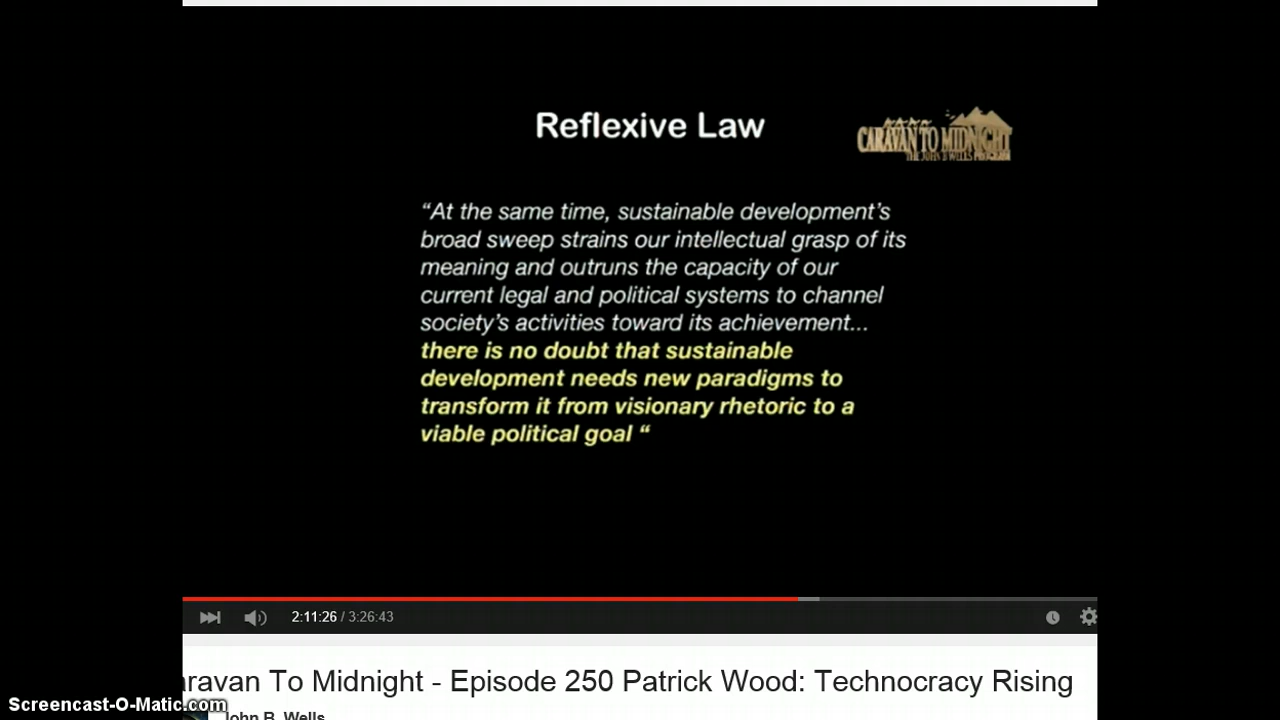 Reflexive Law
CARAVAN TO MIDNIGHT
THE JOHN B WELLS PROGRAM
“At the same time, sustainable development’s
broad sweep strains our intellectual grasp of its
meaning and outruns the capacity of our
current legal and political systems to channel
society’s activities toward its achievement...
there is no doubt that sustainable
development needs new paradigms to
transform it from visionary rhetoric to a
viable political goal “
2:11:26 / 3:26:43
aravan To Midnight - Episode 250 Patrick Wood: Technocracy Rising
Screencast-O-Matic.com
John B. Wells